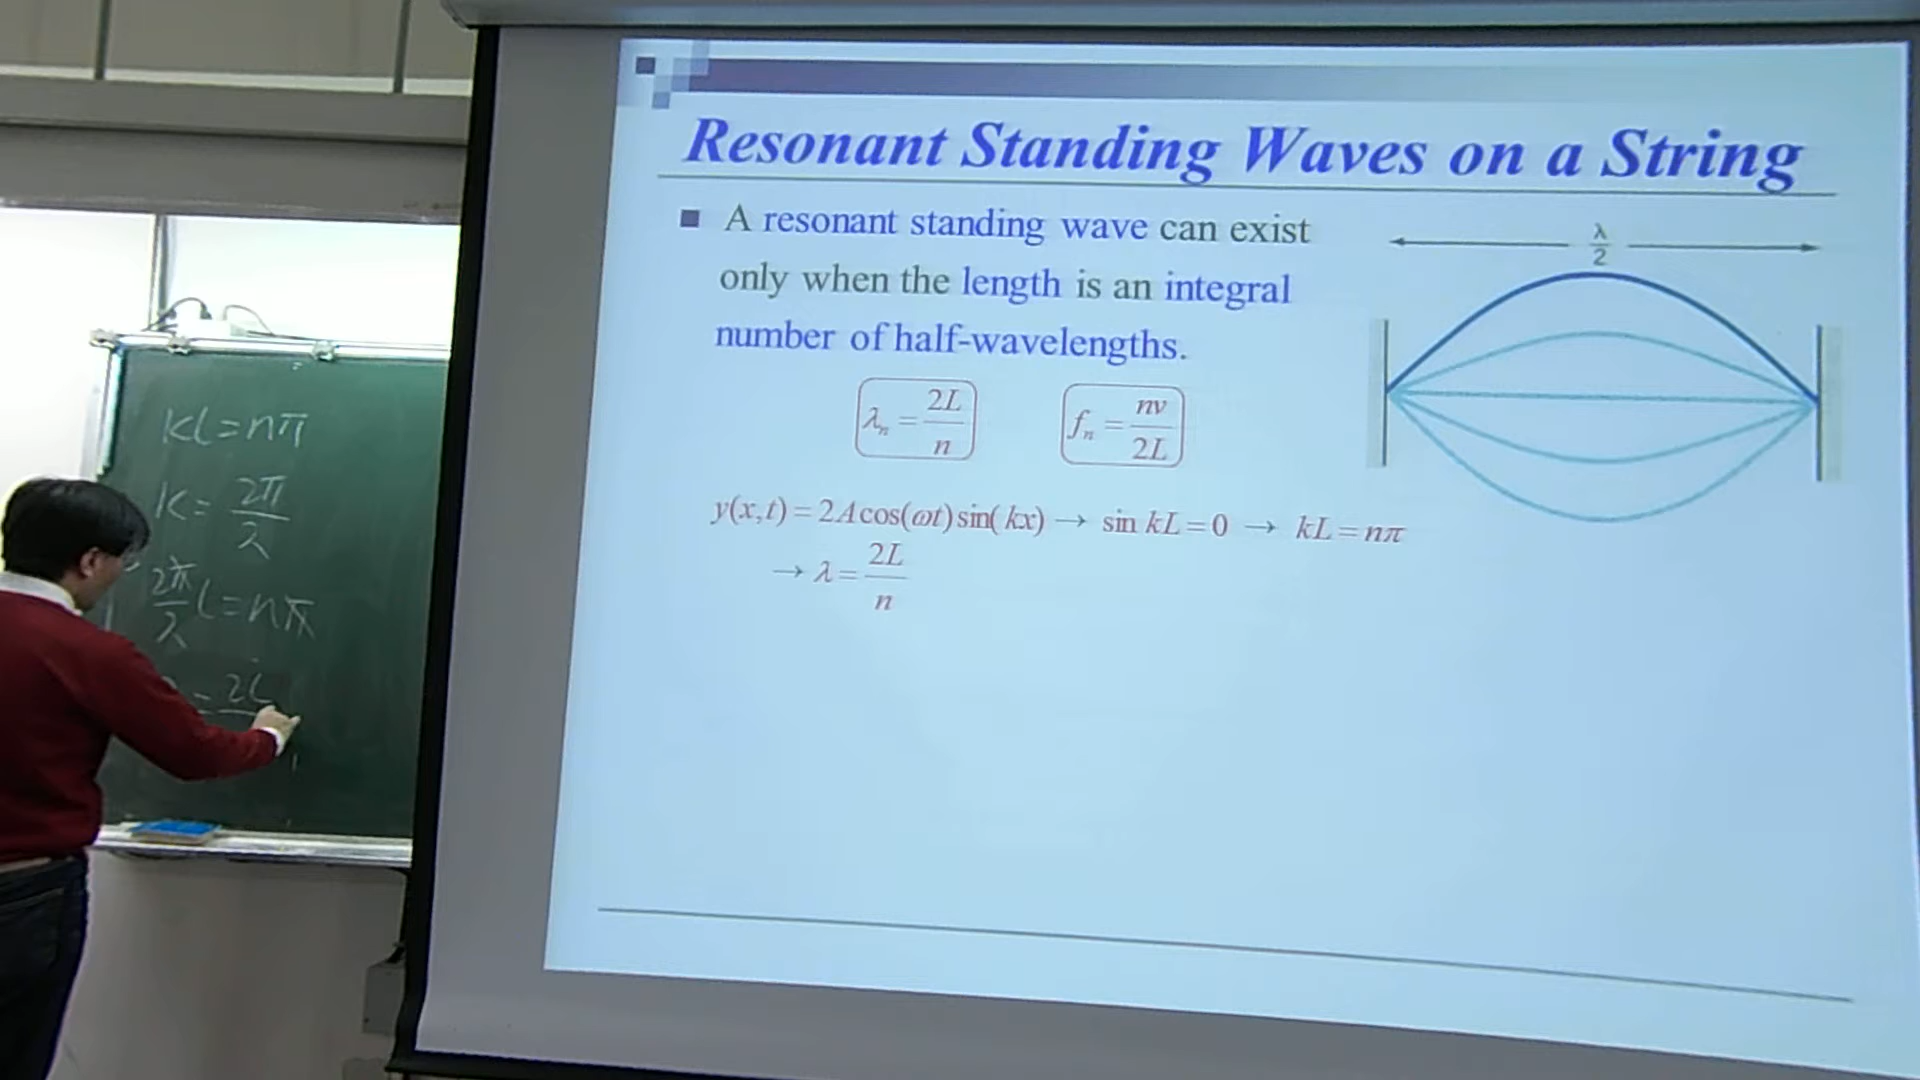 Resonant Standing Waves on a String
■ A resonant standing wave can exist
only when the length is an integral
number of half-wavelengths.
λₙ = 2L/n
fₙ = nv/2L
y(x,t) = 2A cos(ωt) sin(kx) → sin kL = 0 → kL = nπ
→ λ = 2L/n
λ/2
kL = nπ
k = 2π/λ
2π/λ L = nπ
= 2L